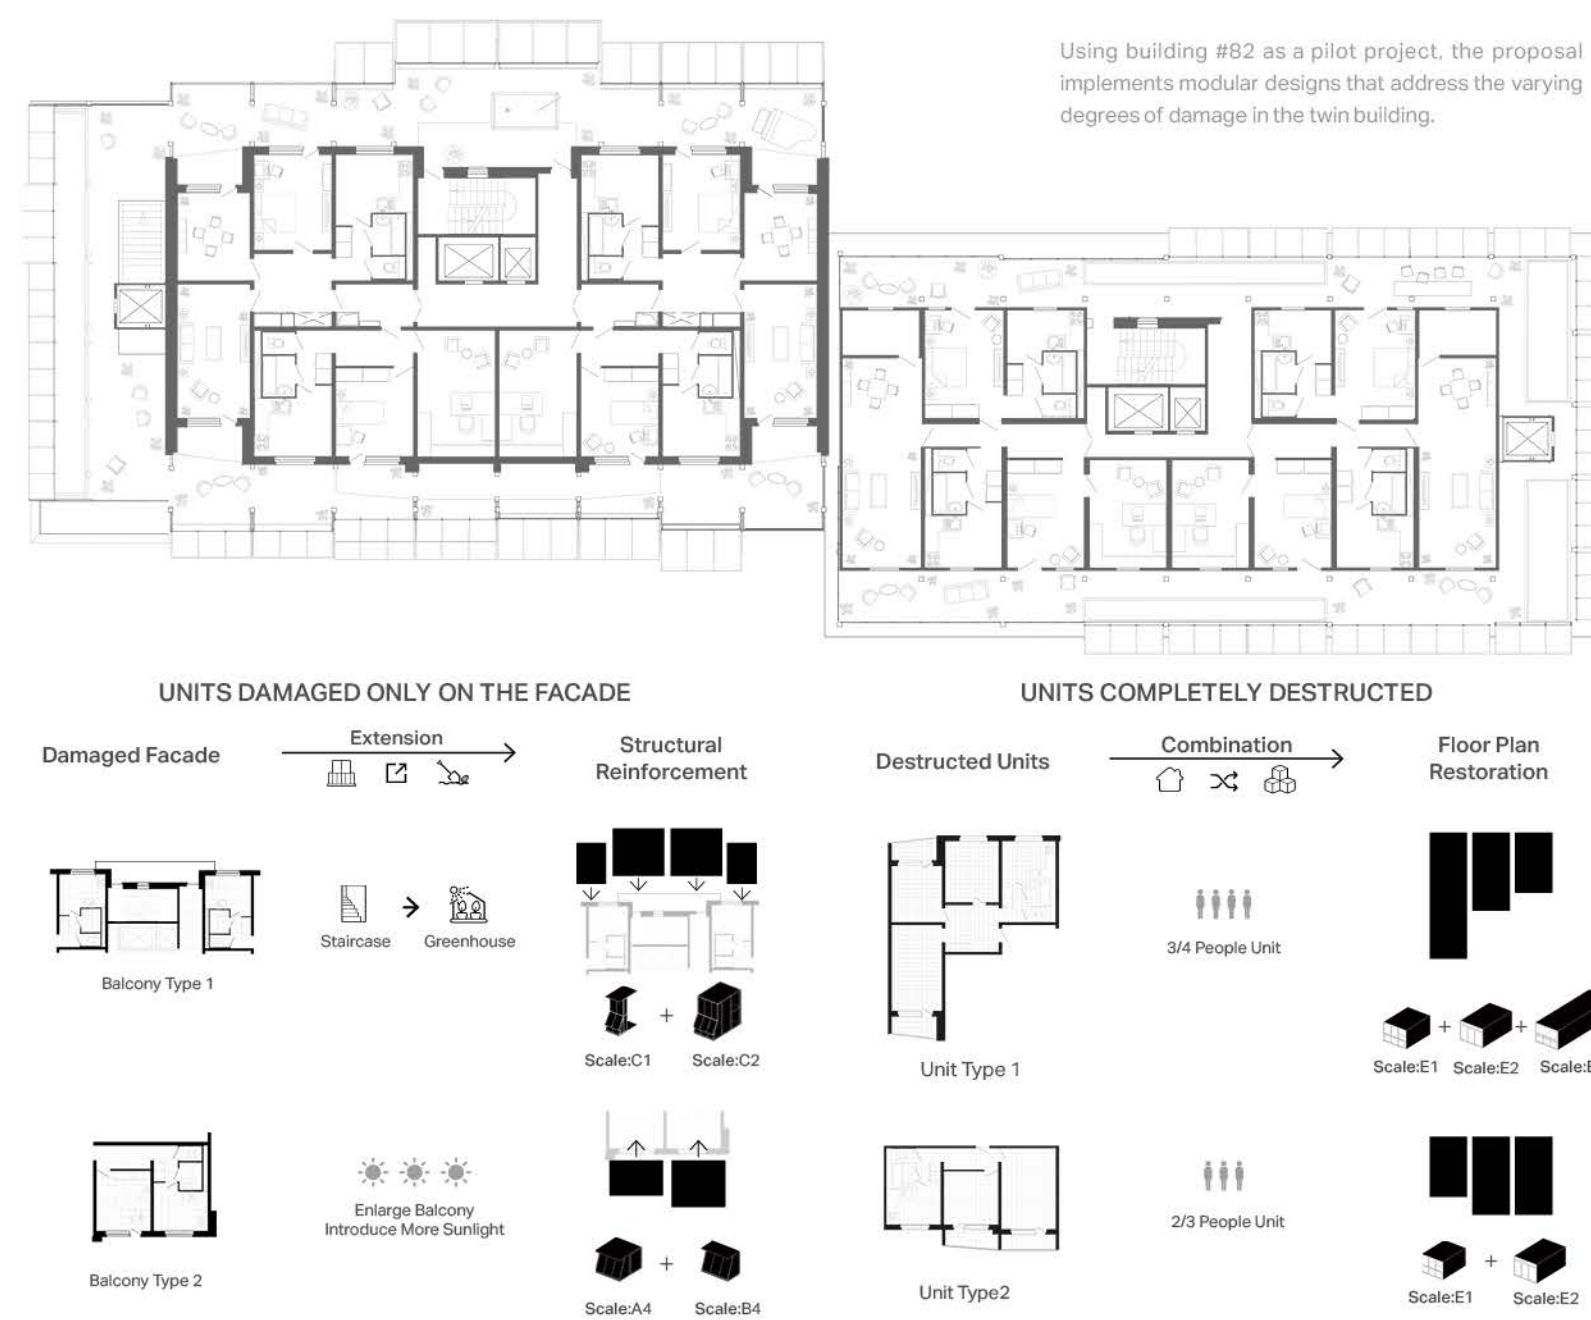 Using building #82 as a pilot project, the proposal
implements modular designs that address the varying
degrees of damage in the twin building.
UNITS DAMAGED ONLY ON THE FACADE
Damaged Facade
Extension
Structural
Reinforcement
Staircase
Greenhouse
Balcony Type 1
+
Scale:C1
Scale:C2
Enlarge Balcony
Introduce More Sunlight
Balcony Type 2
+
Scale:A4
Scale:B4
UNITS COMPLETELY DESTRUCTED
Destructed Units
Combination
Floor Plan
Restoration
3/4 People Unit
Unit Type 1
+ +
Scale:E1 Scale:E2 Scale:E
2/3 People Unit
Unit Type2
+
Scale:E1
Scale:E2